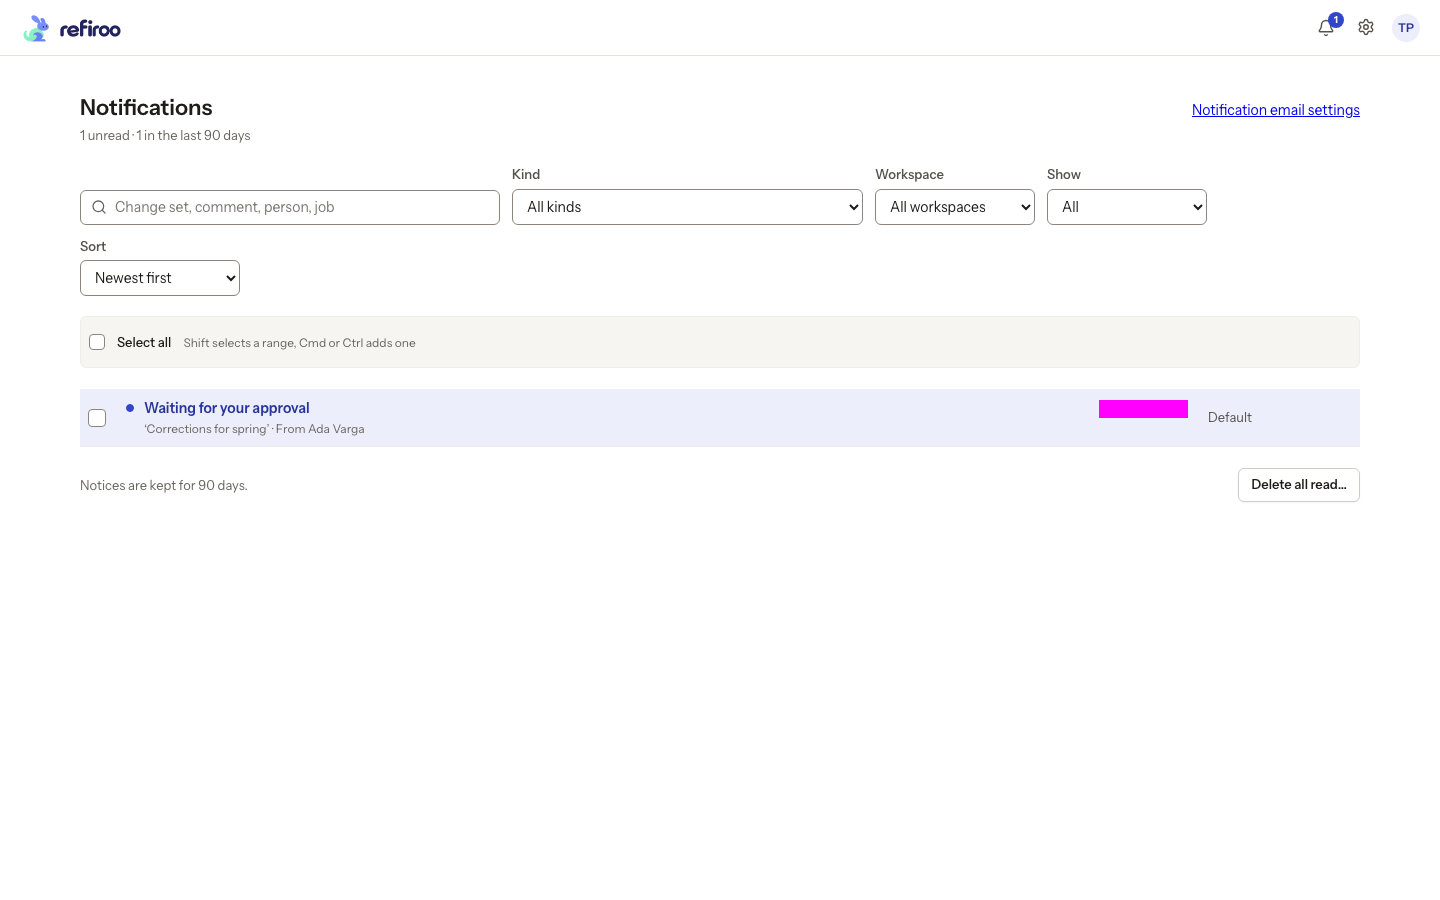 refiroo
1
TP
Notifications
Notification email settings
1 unread · 1 in the last 90 days
Kind
Workspace
Show
Change set, comment, person, job
All kinds
All workspaces
All
Sort
Newest first
Select all
Shift selects a range, Cmd or Ctrl adds one
Waiting for your approval
‘Corrections for spring’ · From Ada Varga
Default
Notices are kept for 90 days.
Delete all read…